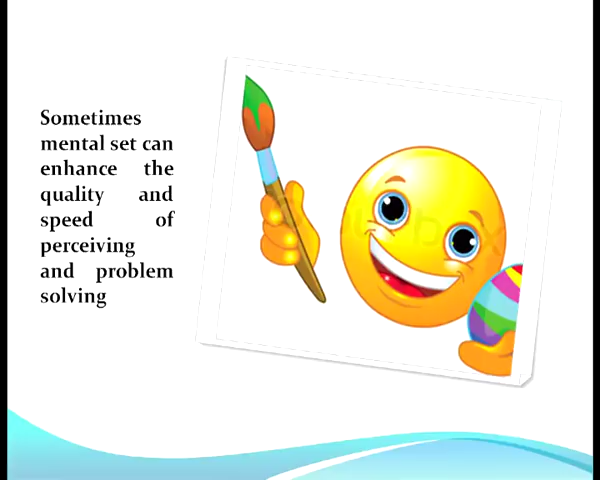 Sometimes
mental set can
enhance the
quality and
speed of
perceiving
and problem
solving